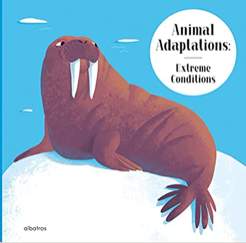 Animal
Adaptations:
Extreme
Conditions
albatros